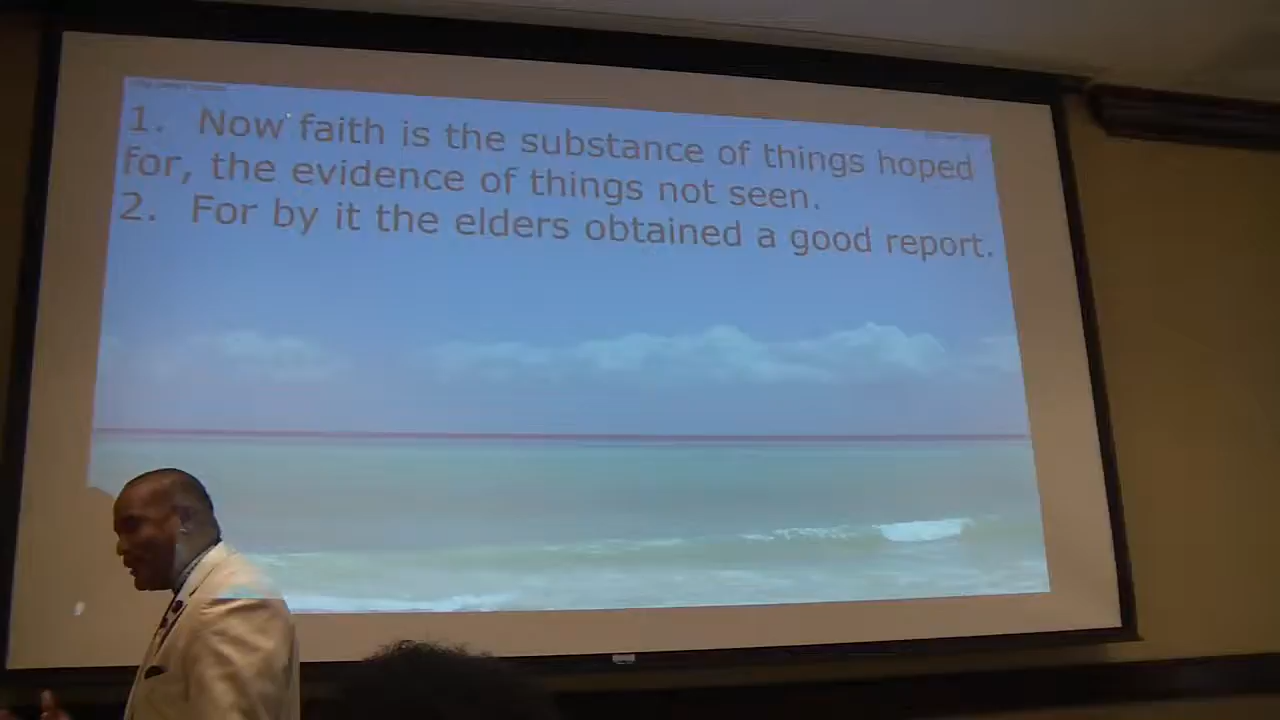 1. Now faith is the substance of things hoped
for, the evidence of things not seen.
2. For by it the elders obtained a good report.